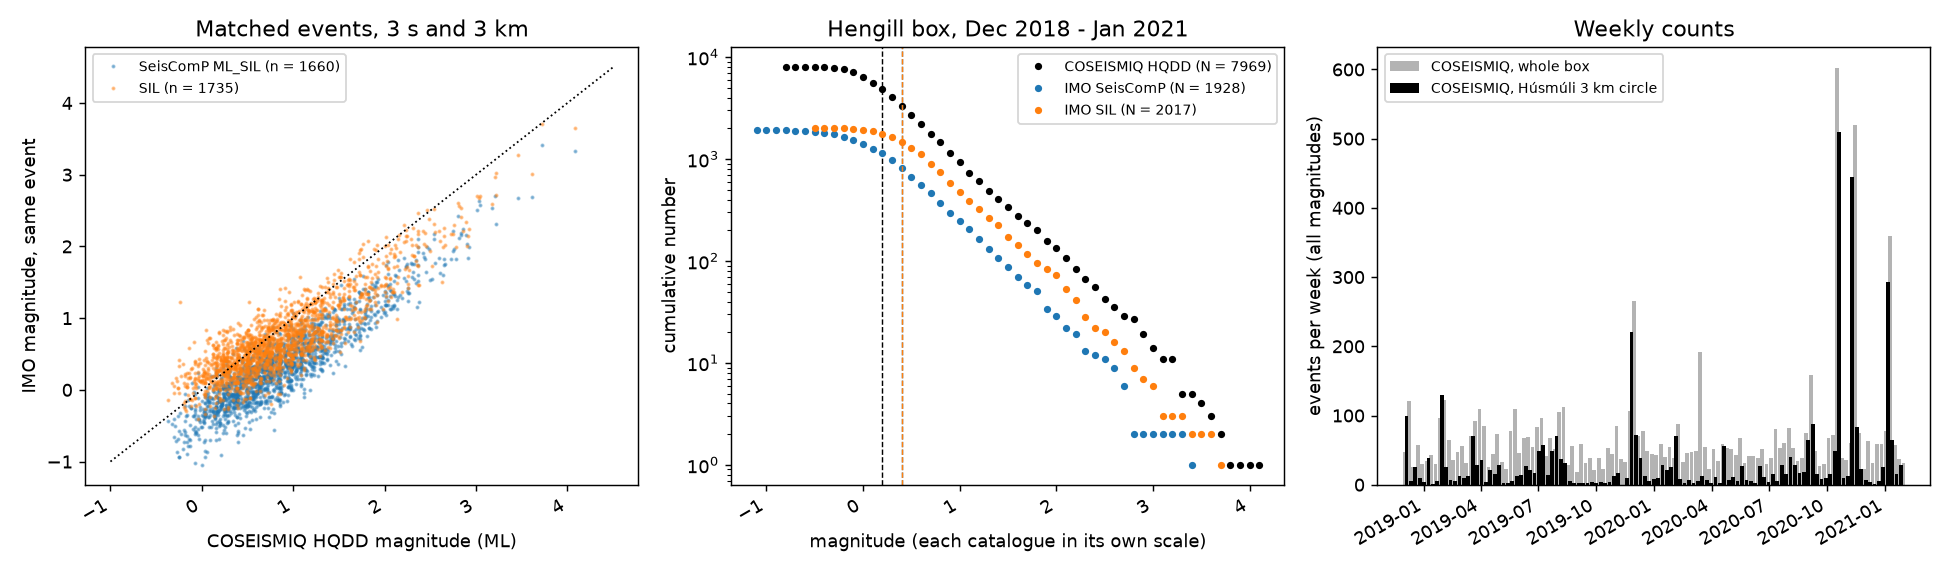 Matched events, 3 s and 3 km
SeisComP ML_SIL (n = 1660)
SIL (n = 1735)
IMO magnitude, same event
4
3
2
1
0
−1
−1
0
1
2
3
4
COSEISMIQ HQDD magnitude (ML)
Hengill box, Dec 2018 - Jan 2021
COSEISMIQ HQDD (N = 7969)
IMO SeisComP (N = 1928)
IMO SIL (N = 2017)
cumulative number
10⁴
10³
10²
10¹
10⁰
−1
0
1
2
3
4
magnitude (each catalogue in its own scale)
Weekly counts
COSEISMIQ, whole box
COSEISMIQ, Húsmúli 3 km circle
events per week (all magnitudes)
600
500
400
300
200
100
0
2019-01
2019-04
2019-07
2019-10
2020-01
2020-04
2020-07
2020-10
2021-01